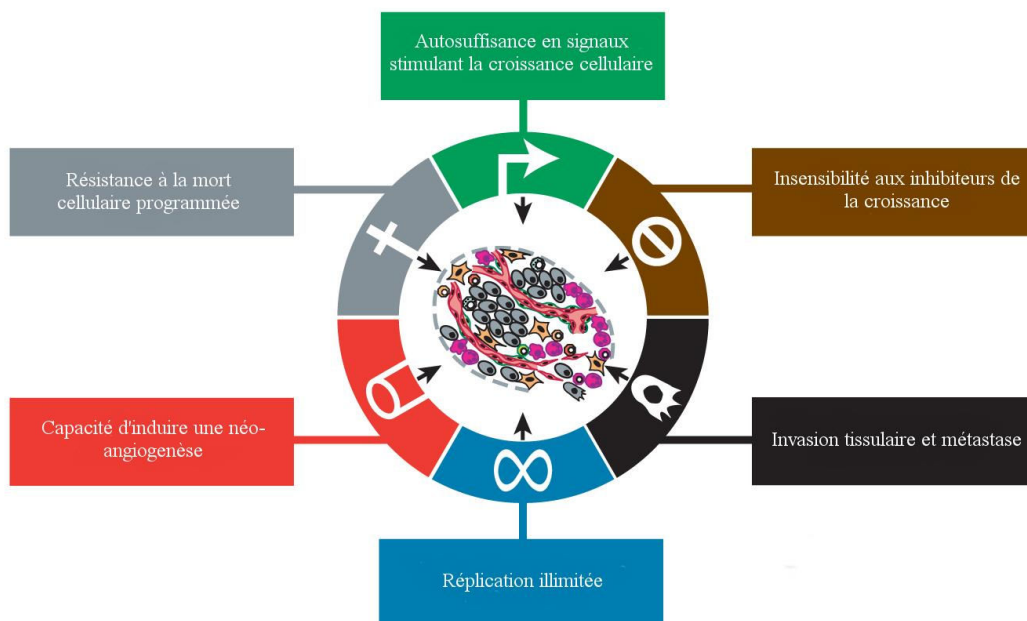 Autosuffisance en signaux
stimulant la croissance cellulaire
Résistance à la mort
cellulaire programmée
Insensibilité aux inhibiteurs de
la croissance
Capacité d'induire une néo-
angiogenèse
Invasion tissulaire et métastase
Réplication illimitée